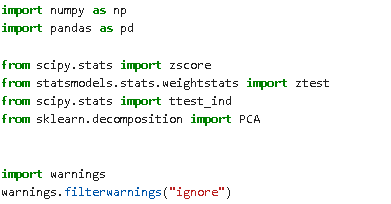 import numpy as np
import pandas as pd
from scipy.stats import zscore
from statsmodels.stats.weightstats import ztest
from scipy.stats import ttest_ind
from sklearn.decomposition import PCA
import warnings
warnings.filterwarnings("ignore")